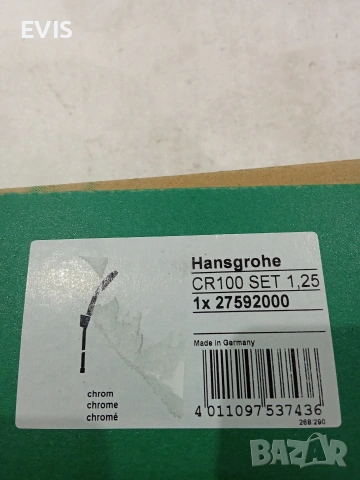 EVIS
Hansgrohe
CR100 SET 1,25
1x 27592000
Made in Germany
chrom
chrome
chromé
4 011097 537436
268/290
BAZAR